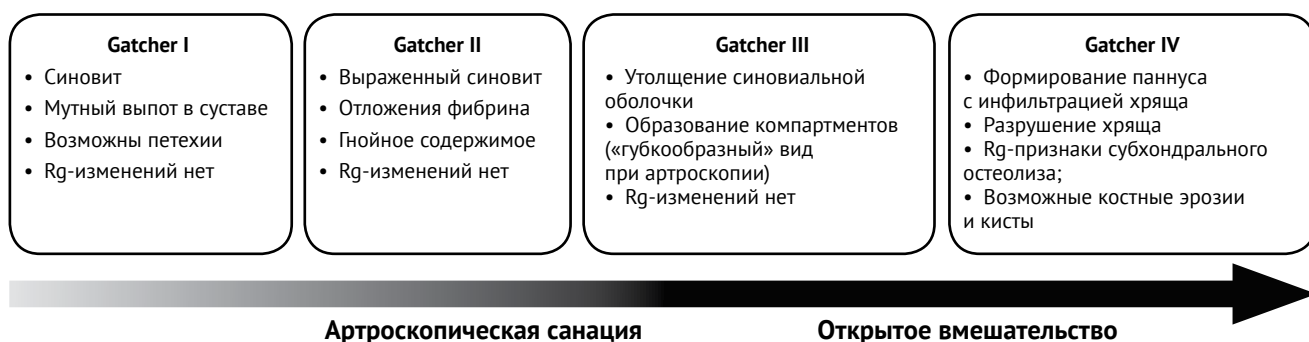 Gatcher I
• Синовит
• Мутный выпот в суставе
• Возможны петехии
• Rg-изменений нет
Gatcher II
• Выраженный синовит
• Отложения фибрина
• Гнойное содержимое
• Rg-изменений нет
Gatcher III
• Утолщение синовиальной
оболочки
• Образование компартментов
(«губкообразный» вид
при артроскопии)
• Rg-изменений нет
Gatcher IV
• Формирование паннуса
с инфильтрацией хряща
• Разрушение хряща
• Rg-признаки субхондрального
остеолиза;
• Возможные костные эрозии
и кисты
Артроскопическая санация
Открытое вмешательство